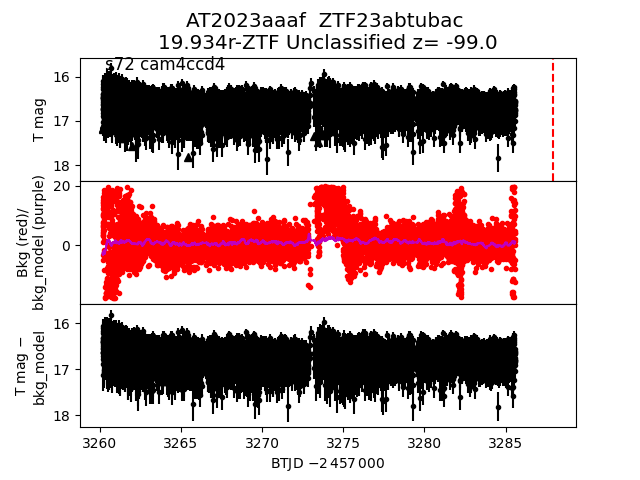 AT2023aaaf  ZTF23abtubac
19.934r-ZTF Unclassified z= -99.0
s72 cam4ccd4
16
17
18
T mag
20
0
Bkg (red)/
bkg_model (purple)
16
17
18
T mag −
bkg_model
3260 3265 3270 3275 3280 3285
BTJD −2 457 000